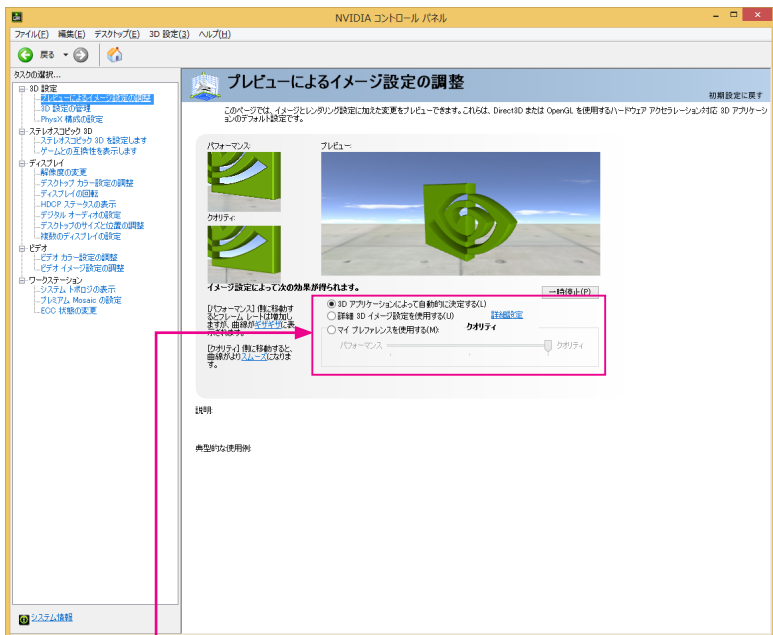 NVIDIA コントロール パネル
ファイル(F) 編集(E) デスクトップ(T) 3D 設定(3) ヘルプ(H)
戻る
タスクの選択...
3D 設定
プレビューによるイメージ設定の調整
3D 設定の管理
PhysX 構成の設定
ステレオスコピック 3D
ステレオスコピック 3D を設定します
ゲームとの互換性を表示します
ディスプレイ
解像度の変更
デスクトップ カラー設定の調整
ディスプレイの回転
HDCP ステータスの表示
デジタル オーディオの設定
デスクトップのサイズと位置の調整
複数のディスプレイの設定
ビデオ
ビデオ カラー設定の調整
ビデオ イメージ設定の調整
ワークステーション
システム トポロジの表示
プレミアム Mosaic の設定
ECC 状態の変更
システム情報
プレビューによるイメージ設定の調整
初期設定に戻す
このページでは、イメージとレンダリング設定に加えた変更をプレビューできます。これらは、Direct3D または OpenGL を使用するハードウェア アクセラレーション対応 3D アプリケーシ
ョンのデフォルト設定です。
パフォーマンス:
プレビュー:
クオリティ:
イメージ設定によって次の効果が得られます。
一時停止(P)
[パフォーマンス] 側に移動す
るとフレーム レートは増加し
ますが、曲線がギザギザに表
示されます。
[クオリティ] 側に移動すると、
曲線がよりスムーズになりま
す。
3D アプリケーションによって自動的に決定する(L)
詳細 3D イメージ設定を使用する(U)
詳細設定
マイ プレファレンスを使用する(M):
クオリティ
パフォーマンス
クオリティ
説明:
典型的な使用例: